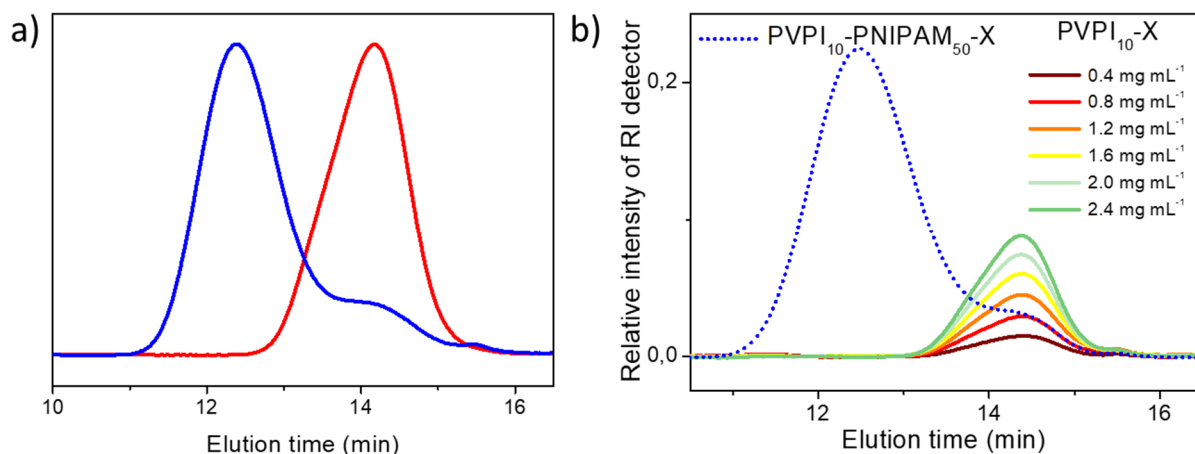 a)
10
12
14
16
Elution time (min)
b)
Relative intensity of RI detector
0,2
0,0
PVPI₁₀-PNIPAM₅₀-X
PVPI₁₀-X
0.4 mg mL⁻¹
0.8 mg mL⁻¹
1.2 mg mL⁻¹
1.6 mg mL⁻¹
2.0 mg mL⁻¹
2.4 mg mL⁻¹
12
14
16
Elution time (min)